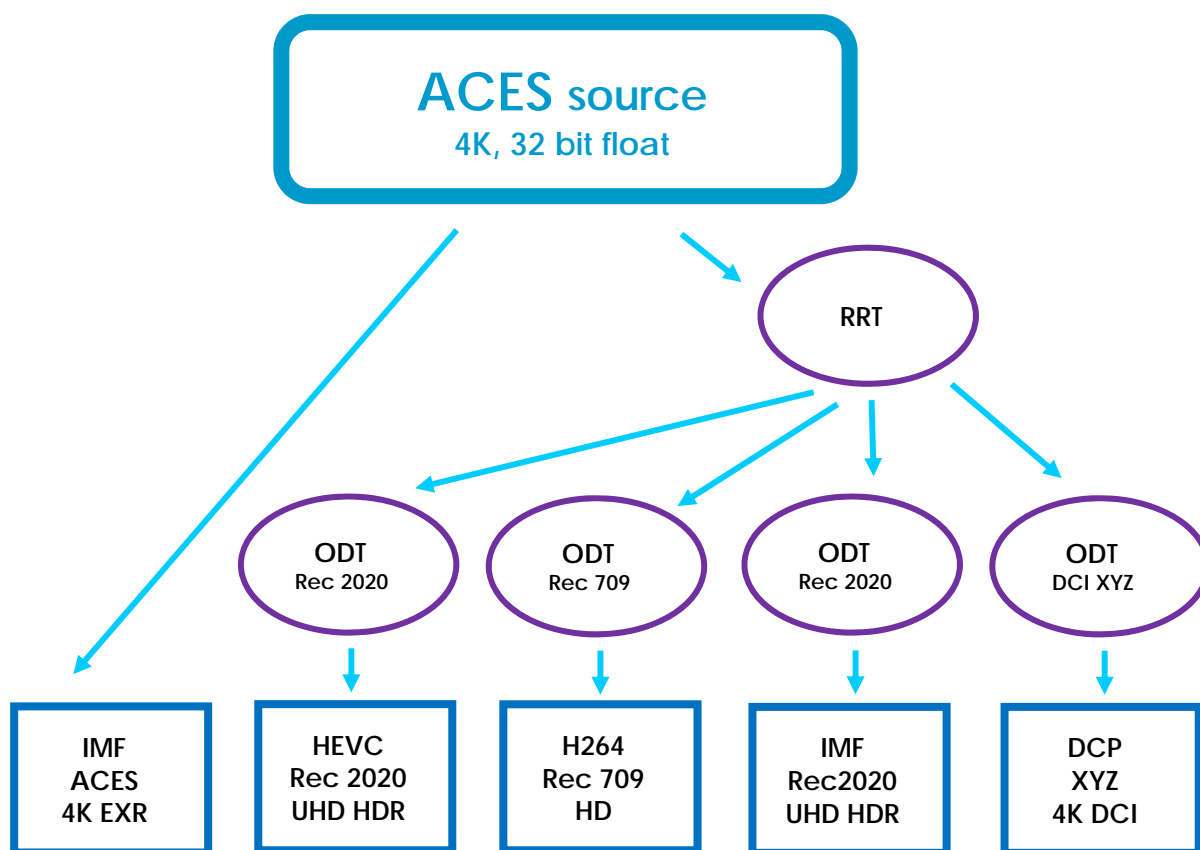 ACES source
4K, 32 bit float
RRT
ODT
Rec 2020
ODT
Rec 709
ODT
Rec 2020
ODT
DCI XYZ
IMF
ACES
4K EXR
HEVC
Rec 2020
UHD HDR
H264
Rec 709
HD
IMF
Rec2020
UHD HDR
DCP
XYZ
4K DCI